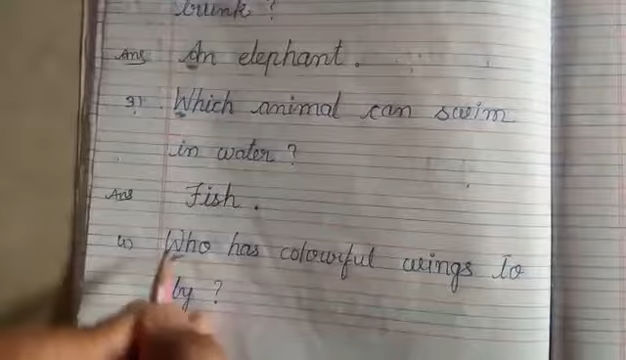 trunk ?
Ans An elephant.
3) Which animal can swim
in water ?
Ans Fish.
4) Who has colourful wings to
by ?